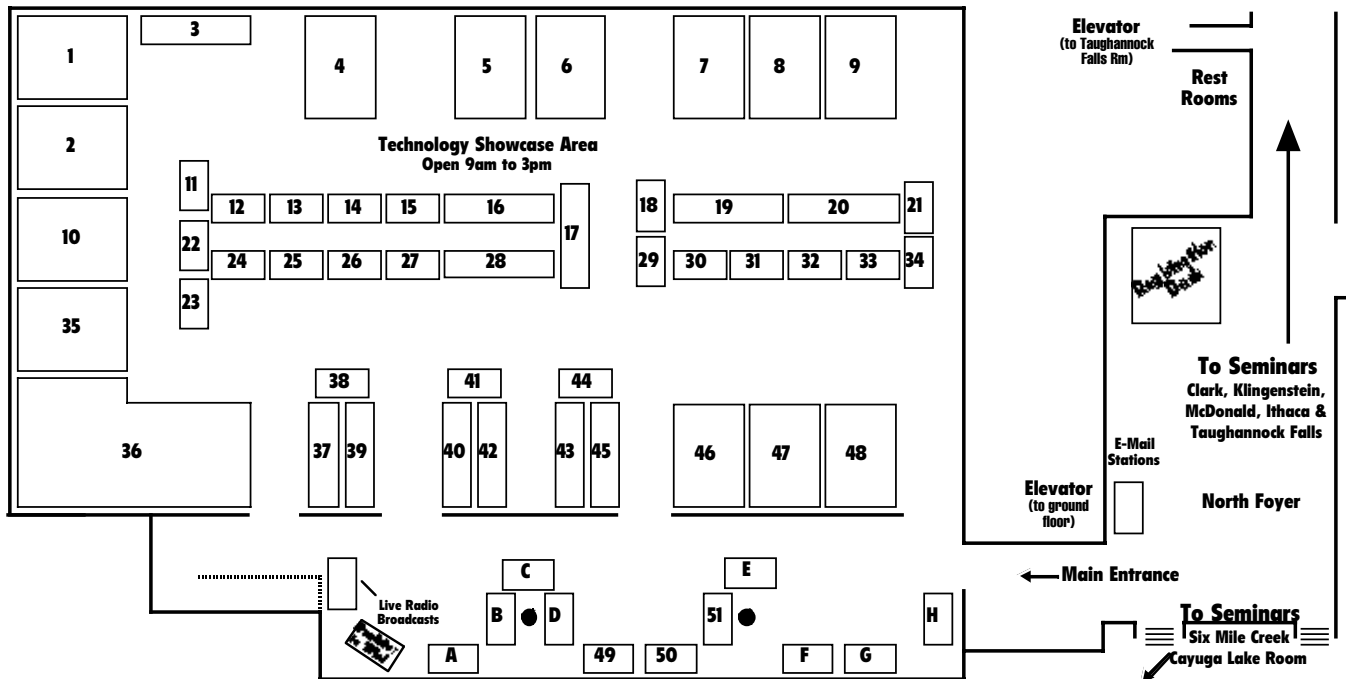 Elevator
(to Taughannock
Falls Rm)
Rest
Rooms
1
3
4
5
6
7
8
9
2
Technology Showcase Area
Open 9am to 3pm
11
12
13
14
15
16
17
18
19
20
21
10
22
24
25
26
27
28
29
30
31
32
33
34
23
35
To Seminars
Clark, Klingenstein,
McDonald, Ithaca &
Taughannock Falls
38
41
44
36
37
39
40
42
43
45
46
47
48
E-Mail
Stations
Elevator
(to ground
floor)
North Foyer
C
E
Main Entrance
Live Radio
Broadcasts
B
D
51
H
To Seminars
Six Mile Creek
Cayuga Lake Room
A
49
50
F
G